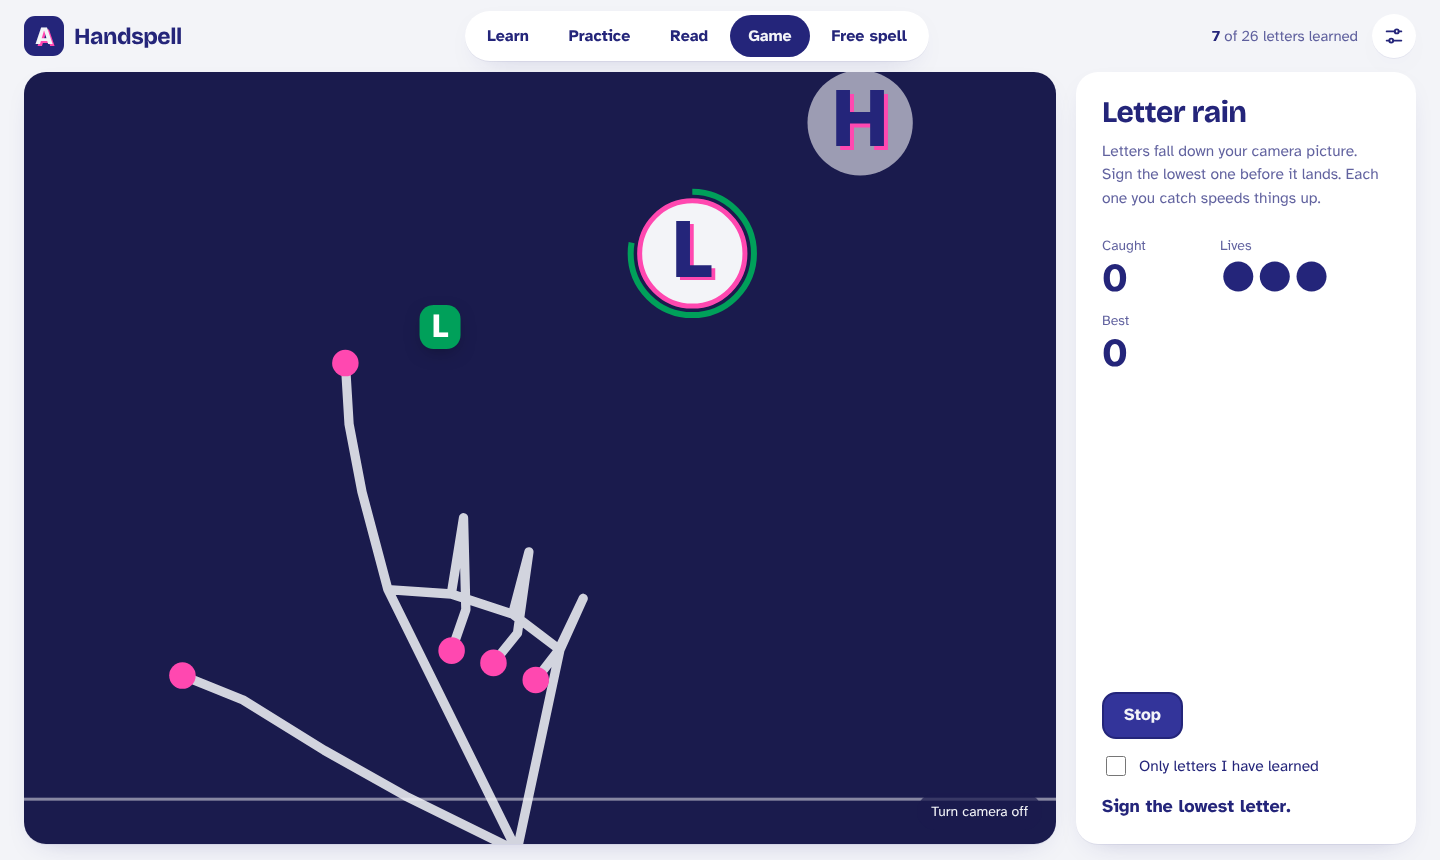 A Handspell
Learn Practice Read Game Free spell
7 of 26 letters learned
H
L
L
Turn camera off
Letter rain
Letters fall down your camera picture.
Sign the lowest one before it lands. Each
one you catch speeds things up.
Caught Lives
0
Best
0
Stop
Only letters I have learned
Sign the lowest letter.